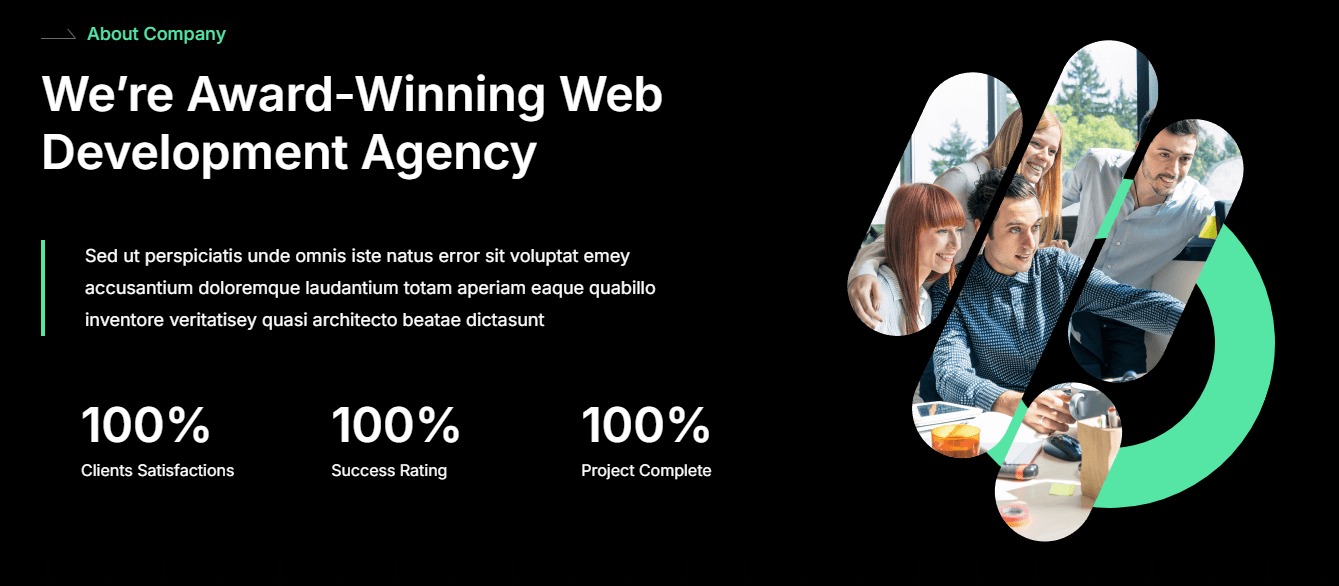 About Company
We’re Award-Winning Web
Development Agency
Sed ut perspiciatis unde omnis iste natus error sit voluptat emey
accusantium doloremque laudantium totam aperiam eaque quabillo
inventore veritatisey quasi architecto beatae dictasunt
100% 100% 100%
Clients Satisfactions Success Rating Project Complete